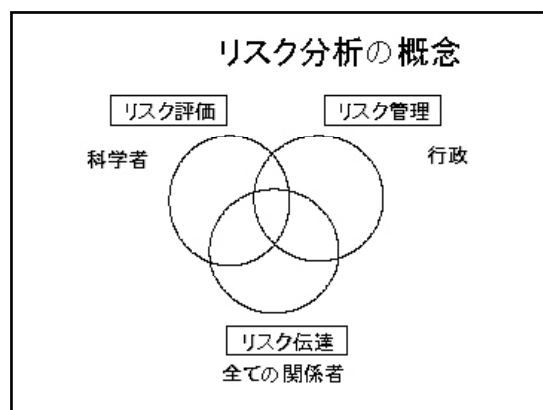 リスク分析の概念
リスク評価
リスク管理
科学者
行政
リスク伝達
全ての関係者